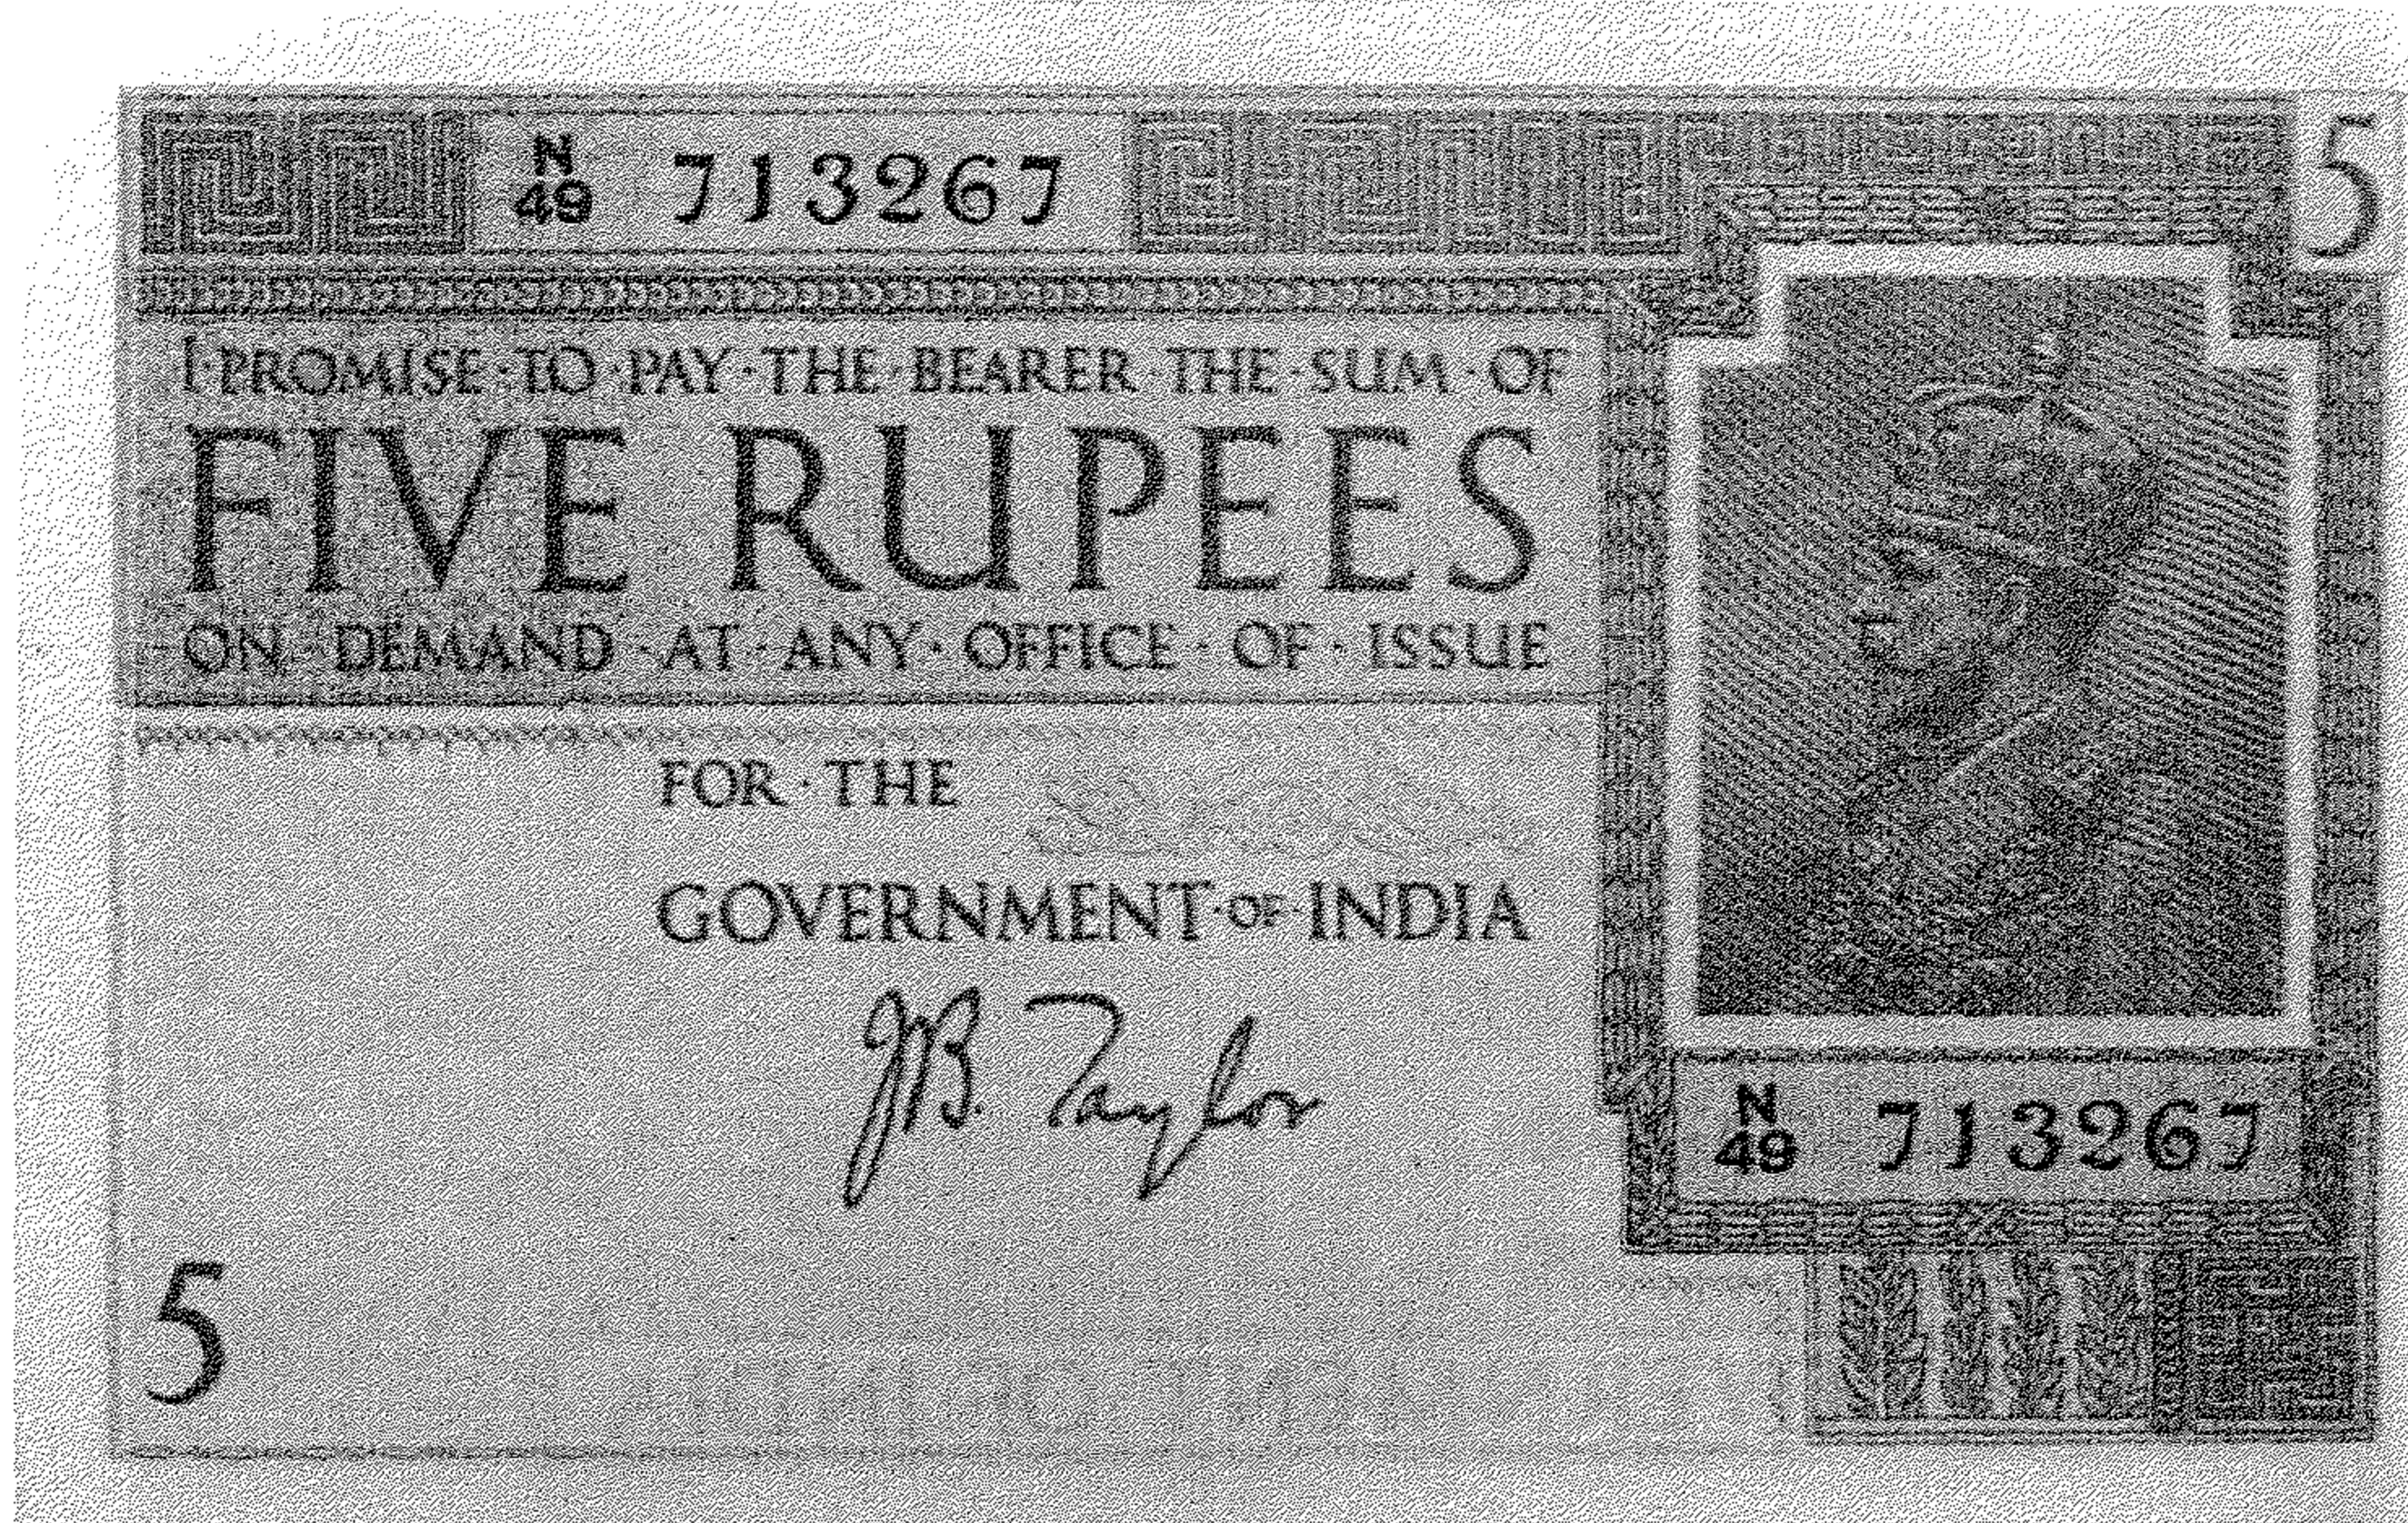 N
49 713267
5
I·PROMISE·TO·PAY·THE·BEARER·THE·SUM·OF
FIVE RUPEES
ON·DEMAND·AT·ANY·OFFICE·OF·ISSUE
FOR·THE
GOVERNMENT·OF·INDIA
JB. Taylor
N
49 713267
5